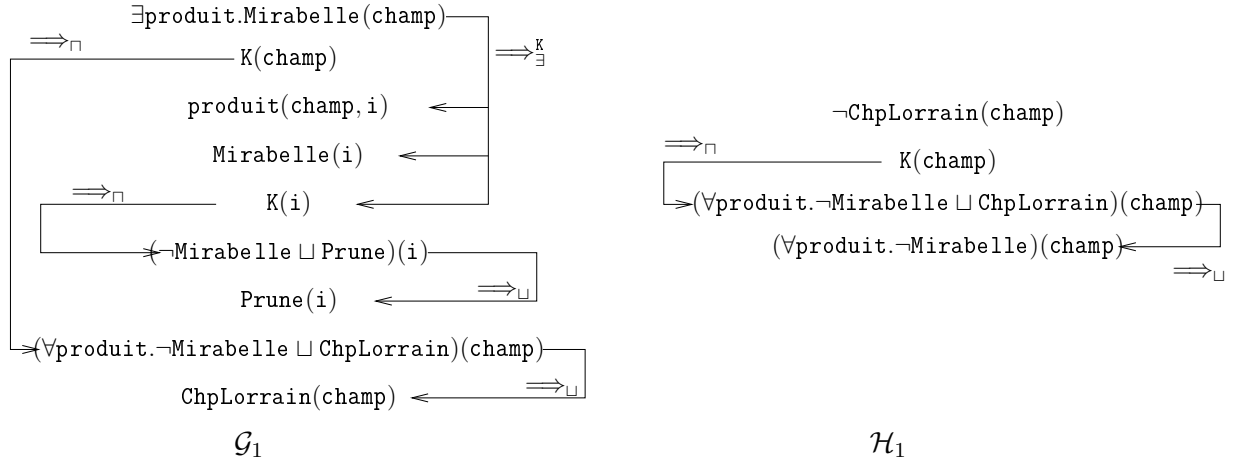 ∃produit.Mirabelle(champ)
⟹⊓
⟹∃K
K(champ)
produit(champ, i)
Mirabelle(i)
⟹⊓
K(i)
(¬Mirabelle ⊔ Prune)(i)
Prune(i)
⟹⊔
(∀produit.¬Mirabelle ⊔ ChpLorrain)(champ)
⟹⊔
ChpLorrain(champ)
𝒢₁
¬ChpLorrain(champ)
⟹⊓
K(champ)
(∀produit.¬Mirabelle ⊔ ChpLorrain)(champ)
(∀produit.¬Mirabelle)(champ)
⟹⊔
ℋ₁